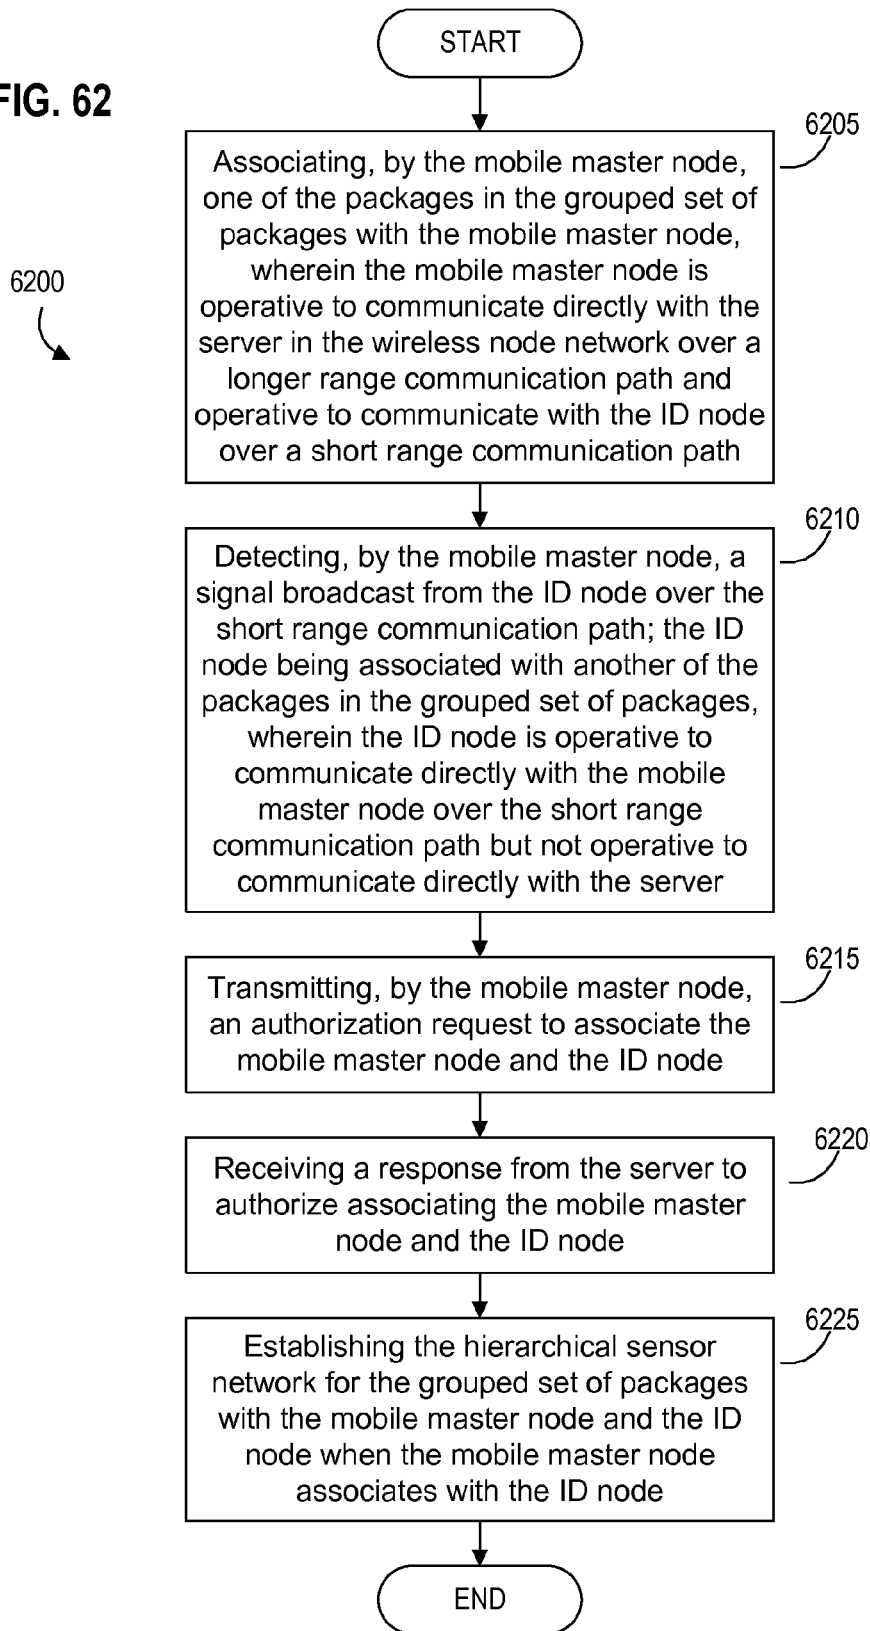 START
FIG. 62
6205
Associating, by the mobile master node,
one of the packages in the grouped set of
packages with the mobile master node,
wherein the mobile master node is
operative to communicate directly with the
server in the wireless node network over a
longer range communication path and
operative to communicate with the ID node
over a short range communication path
6200
6210
Detecting, by the mobile master node, a
signal broadcast from the ID node over the
short range communication path; the ID
node being associated with another of the
packages in the grouped set of packages,
wherein the ID node is operative to
communicate directly with the mobile
master node over the short range
communication path but not operative to
communicate directly with the server
6215
Transmitting, by the mobile master node,
an authorization request to associate the
mobile master node and the ID node
6220
Receiving a response from the server to
authorize associating the mobile master
node and the ID node
6225
Establishing the hierarchical sensor
network for the grouped set of packages
with the mobile master node and the ID
node when the mobile master node
associates with the ID node
END